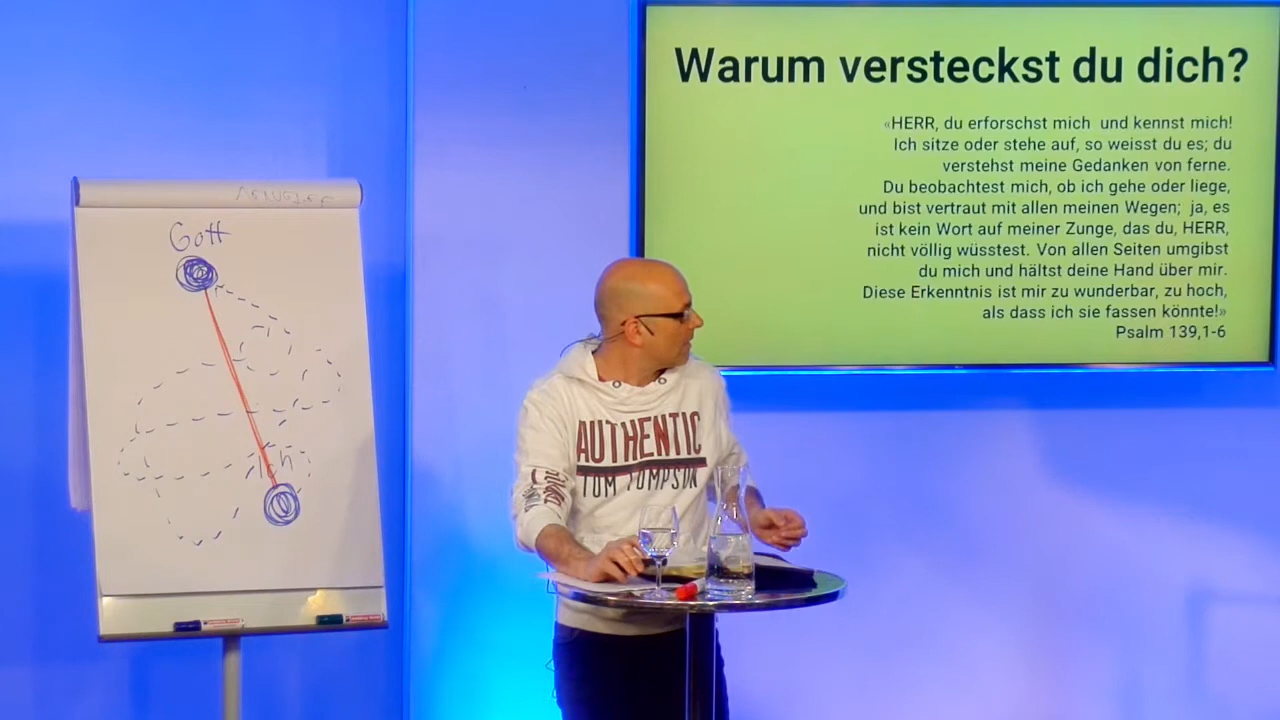 Warum versteckst du dich?
«HERR, du erforschst mich und kennst mich!
Ich sitze oder stehe auf, so weisst du es; du
verstehst meine Gedanken von ferne.
Du beobachtest mich, ob ich gehe oder liege,
und bist vertraut mit allen meinen Wegen; ja, es
ist kein Wort auf meiner Zunge, das du, HERR,
nicht völlig wüsstest. Von allen Seiten umgibst
du mich und hältst deine Hand über mir.
Diese Erkenntnis ist mir zu wunderbar, zu hoch,
als dass ich sie fassen könnte!»
Psalm 139,1-6
Gott
Ich
AUTHENTIC
TOM TOMPSON